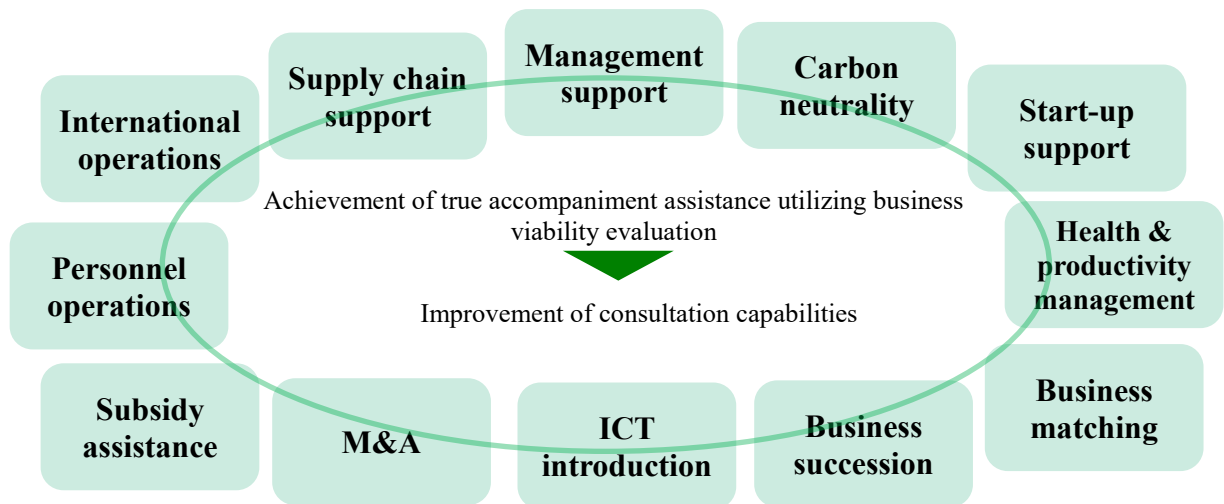 Management
support
Carbon
neutrality
Supply chain
support
Start-up
support
International
operations
Achievement of true accompaniment assistance utilizing business
viability evaluation
Health &
productivity
management
Personnel
operations
Improvement of consultation capabilities
Business
matching
Subsidy
assistance
M&A
ICT
introduction
Business
succession